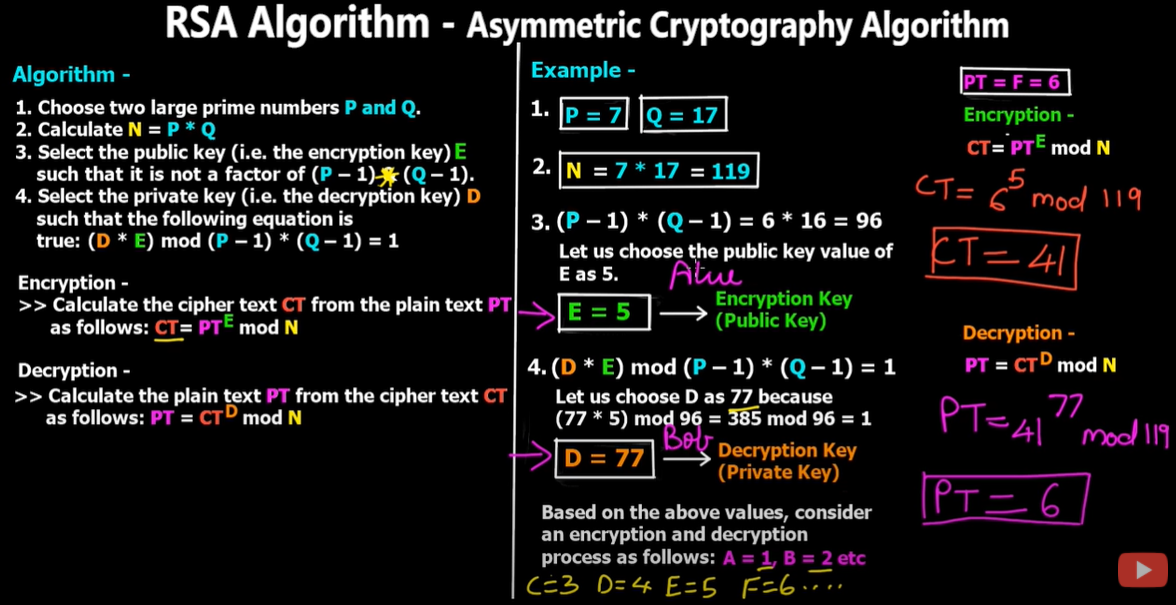 RSA Algorithm - Asymmetric Cryptography Algorithm
Algorithm -
1. Choose two large prime numbers P and Q.
2. Calculate N = P * Q
3. Select the public key (i.e. the encryption key) E
such that it is not a factor of (P – 1) * (Q – 1).
4. Select the private key (i.e. the decryption key) D
such that the following equation is
true: (D * E) mod (P – 1) * (Q – 1) = 1
Encryption -
>> Calculate the cipher text CT from the plain text PT
as follows: CT= PT^E mod N
Decryption -
>> Calculate the plain text PT from the cipher text CT
as follows: PT = CT^D mod N
Example -
1. P = 7 Q = 17
2. N = 7 * 17 = 119
3. (P – 1) * (Q – 1) = 6 * 16 = 96
Let us choose the public key value of
E as 5.
E = 5
Encryption Key
(Public Key)
4. (D * E) mod (P – 1) * (Q – 1) = 1
Let us choose D as 77 because
(77 * 5) mod 96 = 385 mod 96 = 1
Bob
D = 77
Decryption Key
(Private Key)
Based on the above values, consider
an encryption and decryption
process as follows: A = 1, B = 2 etc
C=3 D=4 E=5 F=6 ....
PT = F = 6
Encryption -
CT= PT^E mod N
CT= 6^5 mod 119
CT = 41
Decryption -
PT = CT^D mod N
PT= 41^77 mod 119
PT = 6